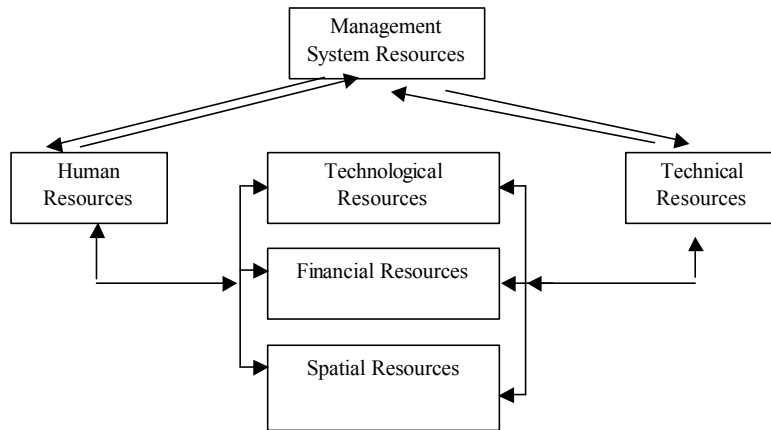 Management
System Resources
Human
Resources
Technological
Resources
Technical
Resources
Financial Resources
Spatial Resources